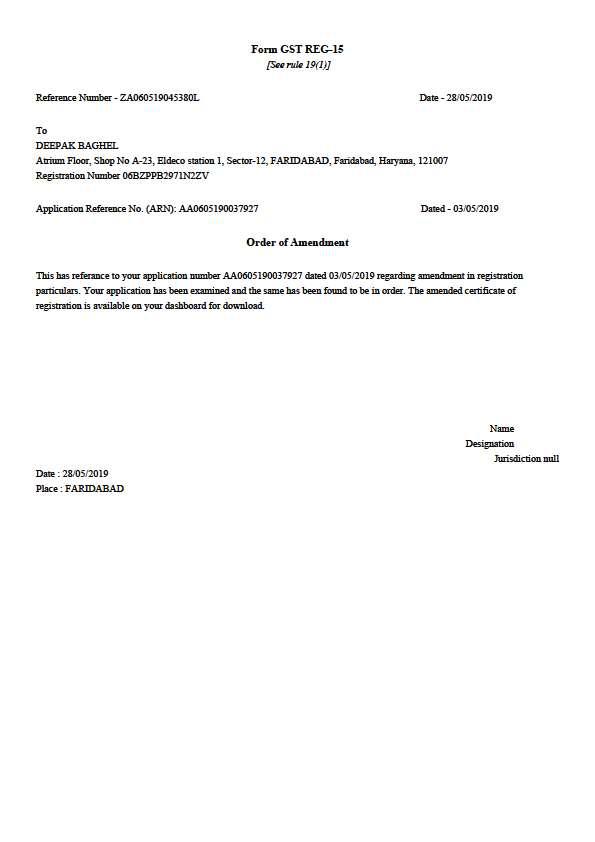 Form GST REG-15
[See rule 19(1)]
Reference Number - ZA060519045380L Date - 28/05/2019
To
DEEPAK BAGHEL
Atrium Floor, Shop No A-23, Eldeco station 1, Sector-12, FARIDABAD, Faridabad, Haryana, 121007
Registration Number 06BZPPB2971N2ZV
Application Reference No. (ARN): AA0605190037927 Dated - 03/05/2019
Order of Amendment
This has referance to your application number AA0605190037927 dated 03/05/2019 regarding amendment in registration
particulars. Your application has been examined and the same has been found to be in order. The amended certificate of
registration is available on your dashboard for download.
Name
Designation
Jurisdiction null
Date : 28/05/2019
Place : FARIDABAD